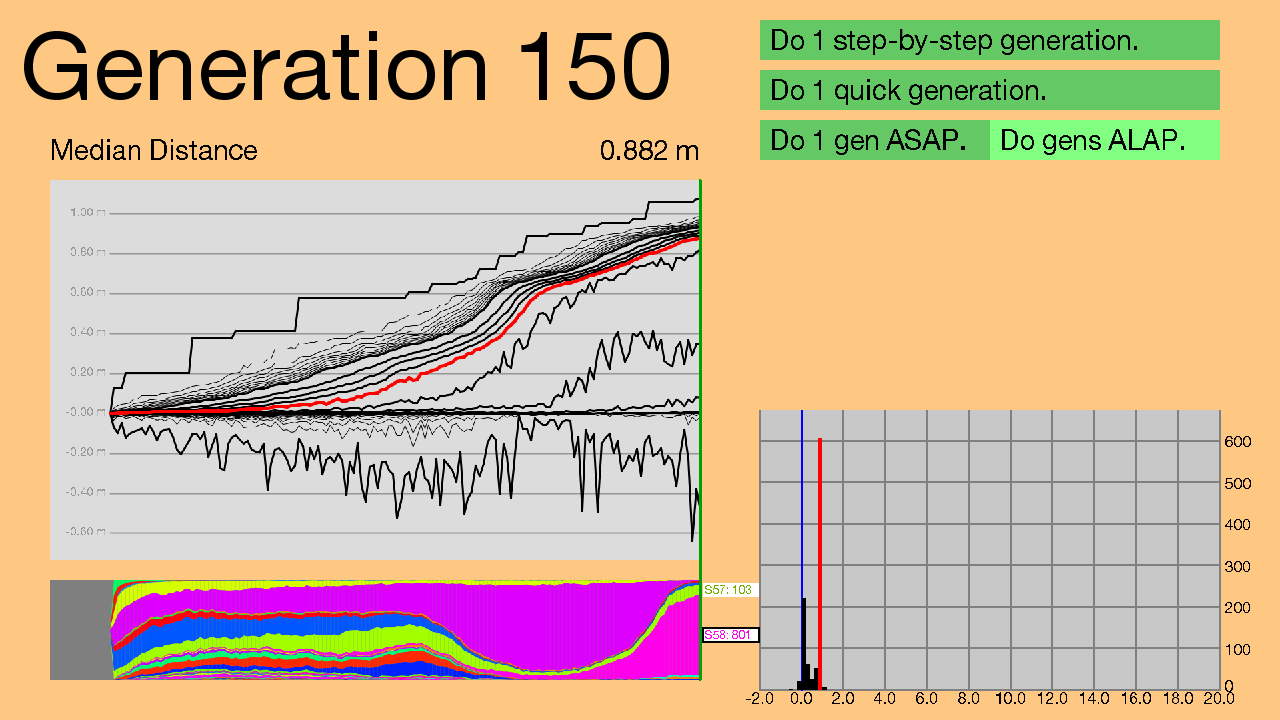 Generation 150
Do 1 step-by-step generation.
Do 1 quick generation.
Do 1 gen ASAP.
Do gens ALAP.
Median Distance
0.882 m
1.00 m
0.80 m
0.60 m
0.40 m
0.20 m
-0.00 m
-0.20 m
-0.40 m
-0.60 m
S57: 103
S58: 801
600
500
400
300
200
100
0
-2.0 0.0 2.0 4.0 6.0 8.0 10.0 12.0 14.0 16.0 18.0 20.0